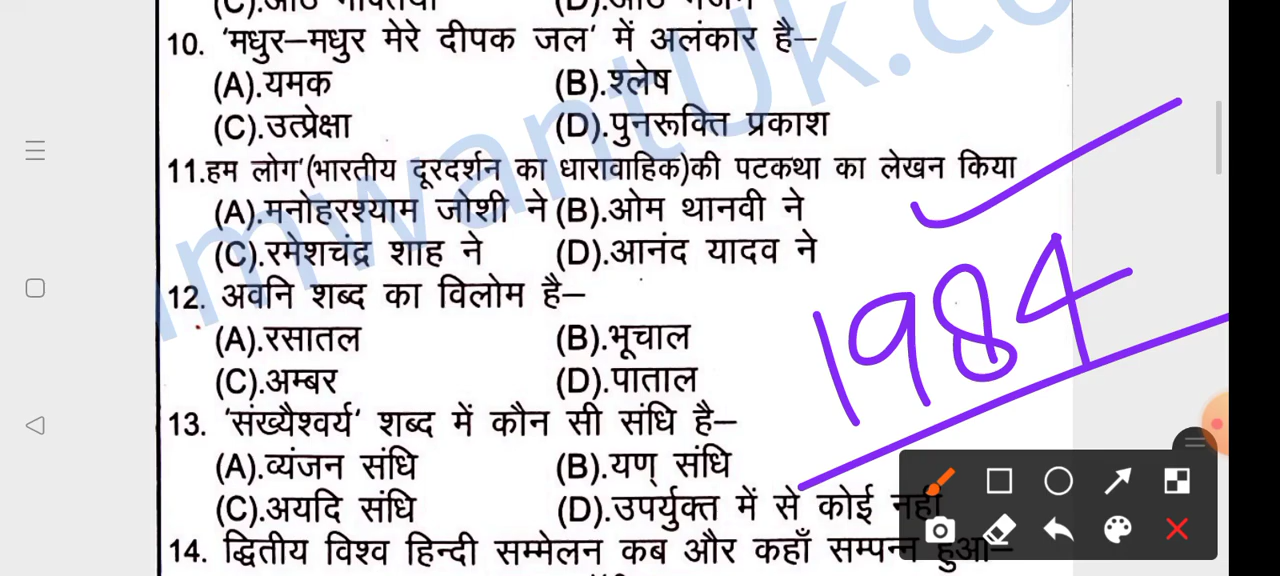 10. 'मधुर–मधुर मेरे दीपक जल' में अलंकार है–
(A).यमक (B).श्लेष
(C).उत्प्रेक्षा (D).पुनरूक्ति प्रकाश
11.हम लोग'(भारतीय दूरदर्शन का धारावाहिक)की पटकथा का लेखन किया
(A).मनोहरश्याम जोशी ने (B).ओम थानवी ने
(C).रमेशचंद्र शाह ने (D).आनंद यादव ने
1984
12. अवनि शब्द का विलोम है–
(A).रसातल (B).भूचाल
(C).अम्बर (D).पाताल
13. 'संख्यैश्वर्य' शब्द में कौन सी संधि है–
(A).व्यंजन संधि (B).यण् संधि
(C).अयदि संधि (D).उपर्युक्त में से कोई नहीं
14. द्वितीय विश्व हिन्दी सम्मेलन कब और कहाँ सम्पन्न हुआ–